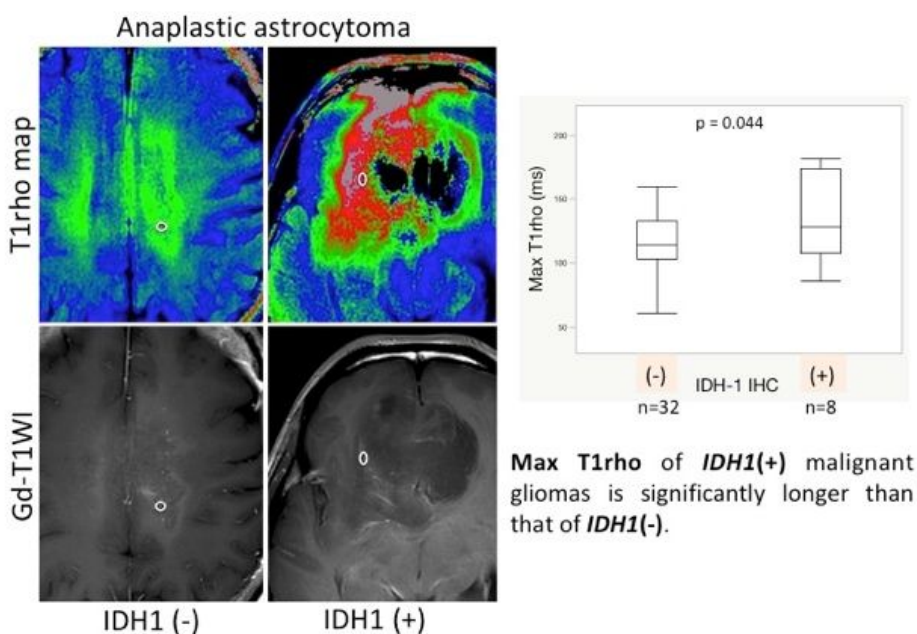 Anaplastic astrocytoma
T1rho map
Gd-T1WI
IDH1 (-)
IDH1 (+)
p = 0.044
Max T1rho (ms)
200
150
100
50
(-)
IDH-1 IHC
(+)
n=32
n=8
Max T1rho of IDH1(+) malignant
gliomas is significantly longer than
that of IDH1(-).